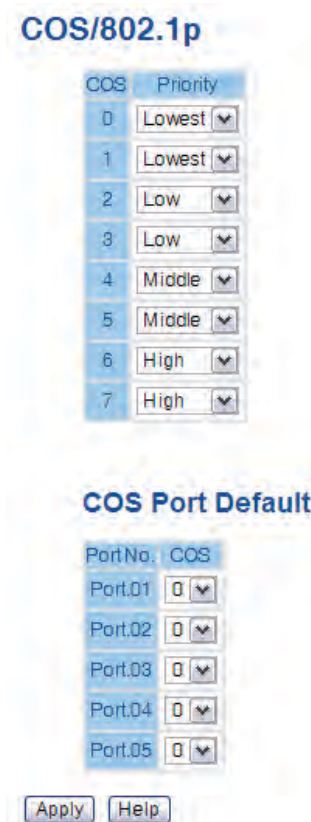 COS/802.1p
COS Priority
0 Lowest
1 Lowest
2 Low
3 Low
4 Middle
5 Middle
6 High
7 High
COS Port Default
PortNo. COS
Port.01 0
Port.02 0
Port.03 0
Port.04 0
Port.05 0
Apply Help